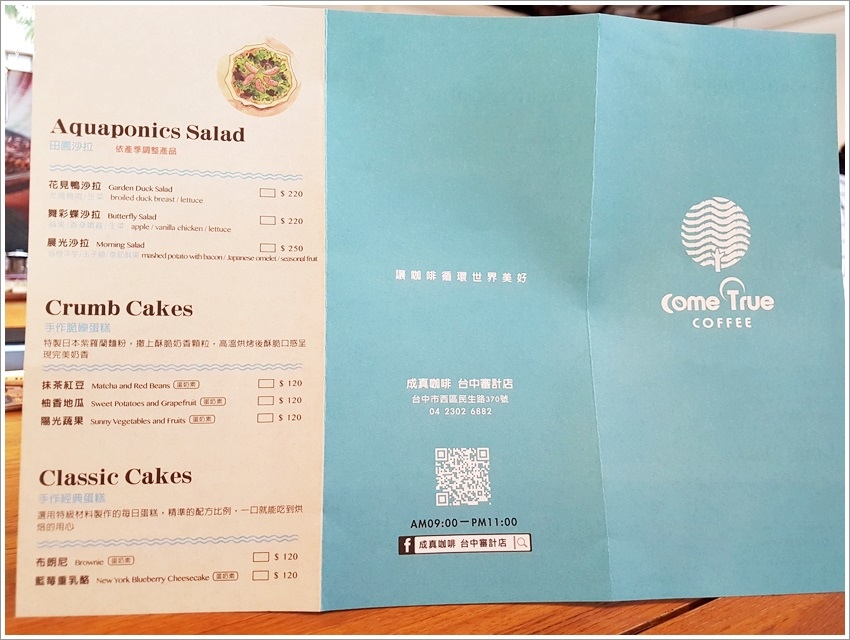 Aquaponics Salad
田園沙拉 依產季調整產品
花見鴨沙拉 Garden Duck Salad $ 220
broiled duck breast / lettuce
舞彩蝶沙拉 Butterfly Salad $ 220
apple / vanilla chicken / lettuce
晨光沙拉 Morning Salad $ 250
mashed potato with bacon / Japanese omelet / seasonal fruit
Crumb Cakes
手作脆糠蛋糕
特製日本紫羅蘭麵粉，撒上酥脆奶香顆粒，高溫烘烤後酥脆口感呈
現完美奶香
抹茶紅豆 Matcha and Red Beans 蛋奶素 $ 120
柚香地瓜 Sweet Potatoes and Grapefruit 蛋奶素 $ 120
陽光蔬果 Sunny Vegetables and Fruits 蛋奶素 $ 120
Classic Cakes
手作經典蛋糕
選用特級材料製作的每日蛋糕，精準的配方比例，一口就能吃到烘
焙的用心
布朗尼 Brownie 蛋奶素 $ 120
藍莓重乳酪 New York Blueberry Cheesecake 蛋奶素 $ 120
讓咖啡循環世界美好
成真咖啡 台中審計店
台中市西區民生路370號
04 2302 6882
AM09:00－PM11:00
f 成真咖啡 台中審計店
Come True
COFFEE